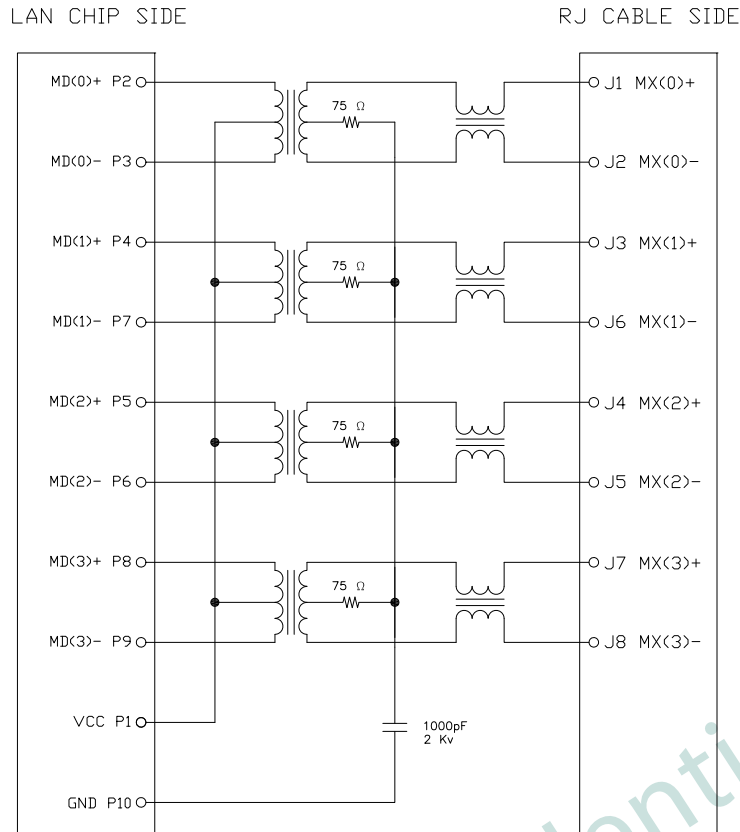 LAN CHIP SIDE
RJ CABLE SIDE
MD(0)+ P2
75 Ω
J1 MX(0)+
MD(0)- P3
J2 MX(0)-
MD(1)+ P4
75 Ω
J3 MX(1)+
MD(1)- P7
J6 MX(1)-
MD(2)+ P5
75 Ω
J4 MX(2)+
MD(2)- P6
J5 MX(2)-
MD(3)+ P8
75 Ω
J7 MX(3)+
MD(3)- P9
J8 MX(3)-
VCC P1
1000pF
2 Kv
GND P10